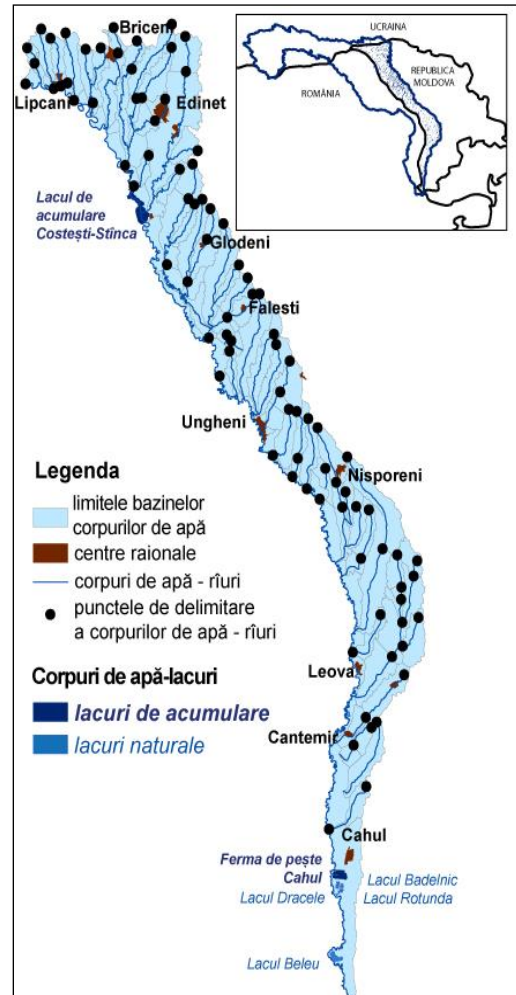 Briceni
UCRAINA
REPUBLICA
MOLDOVA
ROMÂNIA
Lipcani
Edinet
Lacul de
acumulare
Costești-Stînca
Glodeni
Falesti
Ungheni
Nisporeni
Legenda
limitele bazinelor
corpurilor de apă
centre raionale
corpuri de apă - rîuri
punctele de delimitare
a corpurilor de apă - rîuri
Corpuri de apă-lacuri
lacuri de acumulare
lacuri naturale
Leova
Cantemir
Cahul
Ferma de pește
Cahul
Lacul Badelnic
Lacul Dracele
Lacul Rotunda
Lacul Beleu